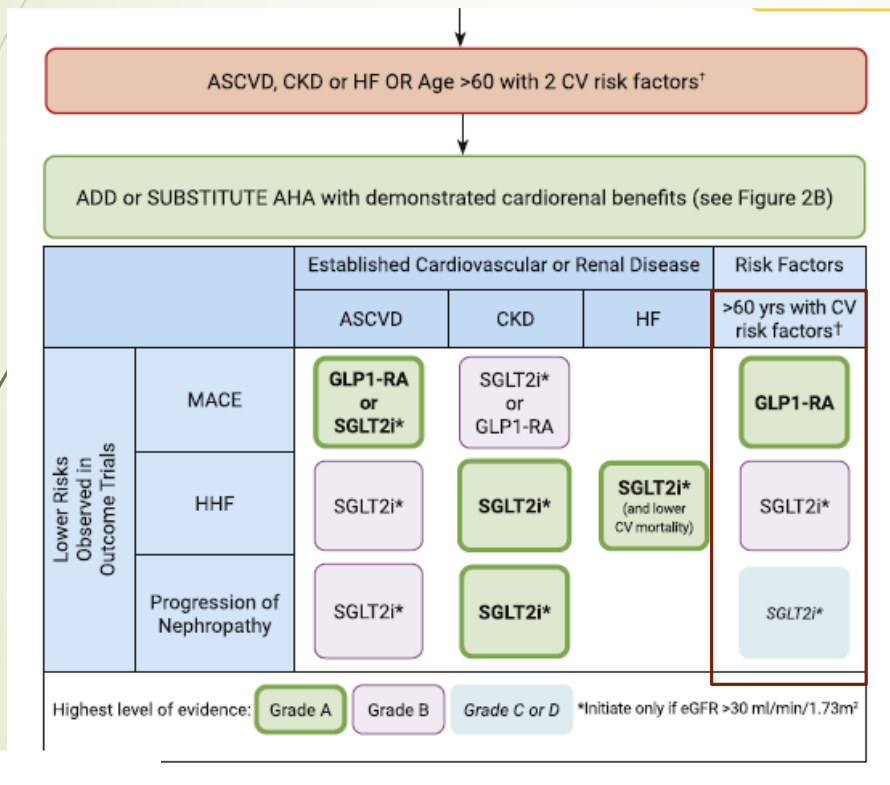 ASCVD, CKD or HF OR Age >60 with 2 CV risk factors†
ADD or SUBSTITUTE AHA with demonstrated cardiorenal benefits (see Figure 2B)
Established Cardiovascular or Renal Disease
Risk Factors
ASCVD
CKD
HF
>60 yrs with CV
risk factors†
Lower Risks
Observed in
Outcome Trials
MACE
GLP1-RA
or
SGLT2i*
SGLT2i*
or
GLP1-RA
GLP1-RA
HHF
SGLT2i*
SGLT2i*
SGLT2i*
(and lower
CV mortality)
SGLT2i*
Progression of
Nephropathy
SGLT2i*
SGLT2i*
SGLT2i*
Highest level of evidence: Grade A Grade B Grade C or D *Initiate only if eGFR >30 ml/min/1.73m²